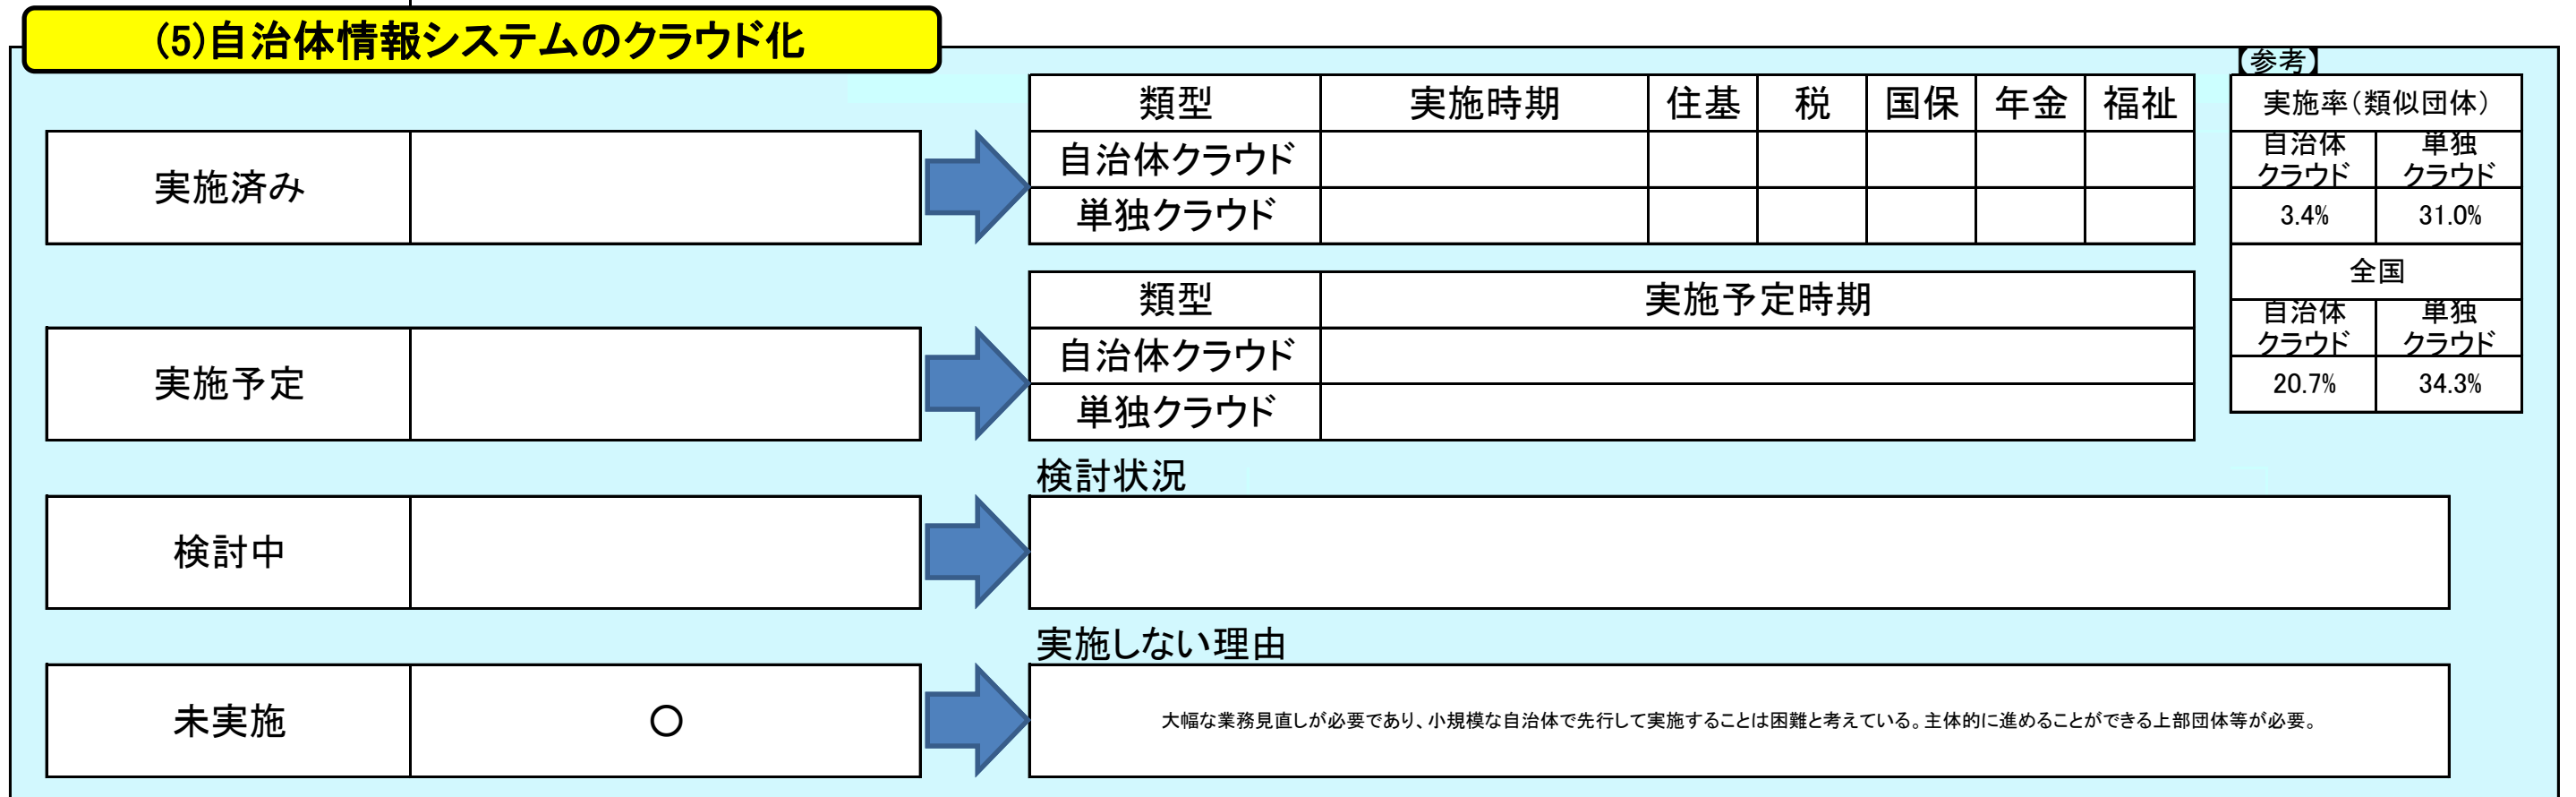 (5)自治体情報システムのクラウド化
【参考】
類型 実施時期 住基 税 国保 年金 福祉
実施率(類似団体)
実施済み
自治体クラウド
単独クラウド
自治体 単独
クラウド クラウド
3.4% 31.0%
全国
類型 実施予定時期
実施予定
自治体クラウド
単独クラウド
自治体 単独
クラウド クラウド
20.7% 34.3%
検討状況
検討中
実施しない理由
未実施 ○
大幅な業務見直しが必要であり、小規模な自治体で先行して実施することは困難と考えている。主体的に進めることができる上部団体等が必要。